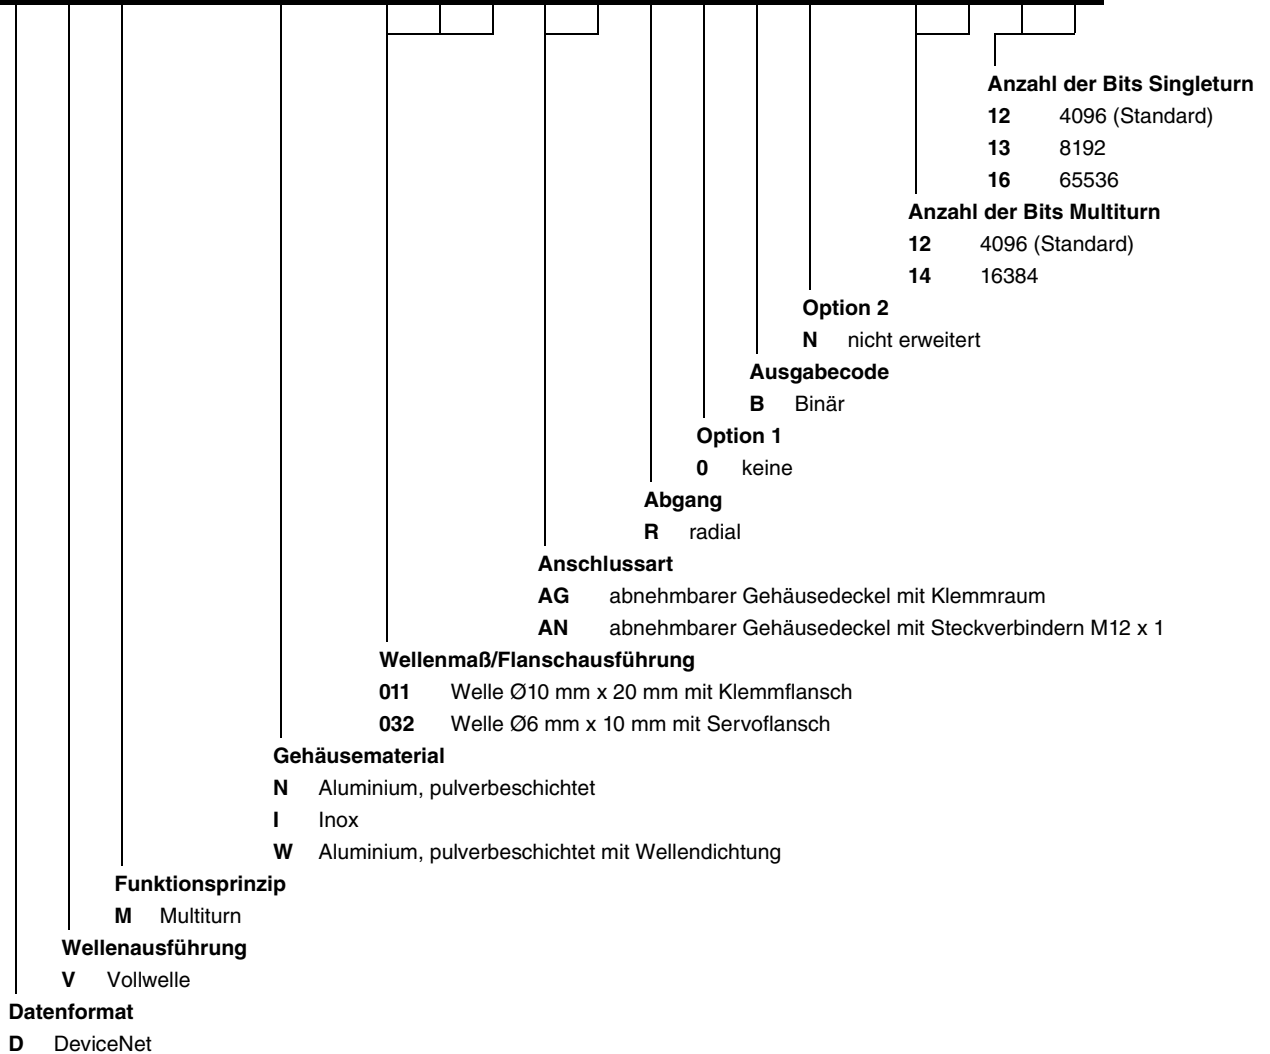 Anzahl der Bits Singleturn
12 4096 (Standard)
13 8192
16 65536
Anzahl der Bits Multiturn
12 4096 (Standard)
14 16384
Option 2
N nicht erweitert
Ausgabecode
B Binär
Option 1
0 keine
Abgang
R radial
Anschlussart
AG abnehmbarer Gehäusedeckel mit Klemmraum
AN abnehmbarer Gehäusedeckel mit Steckverbindern M12 x 1
Wellenmaß/Flanschausführung
011 Welle Ø10 mm x 20 mm mit Klemmflansch
032 Welle Ø6 mm x 10 mm mit Servoflansch
Gehäusematerial
N Aluminium, pulverbeschichtet
I Inox
W Aluminium, pulverbeschichtet mit Wellendichtung
Funktionsprinzip
M Multiturn
Wellenausführung
V Vollwelle
Datenformat
D DeviceNet